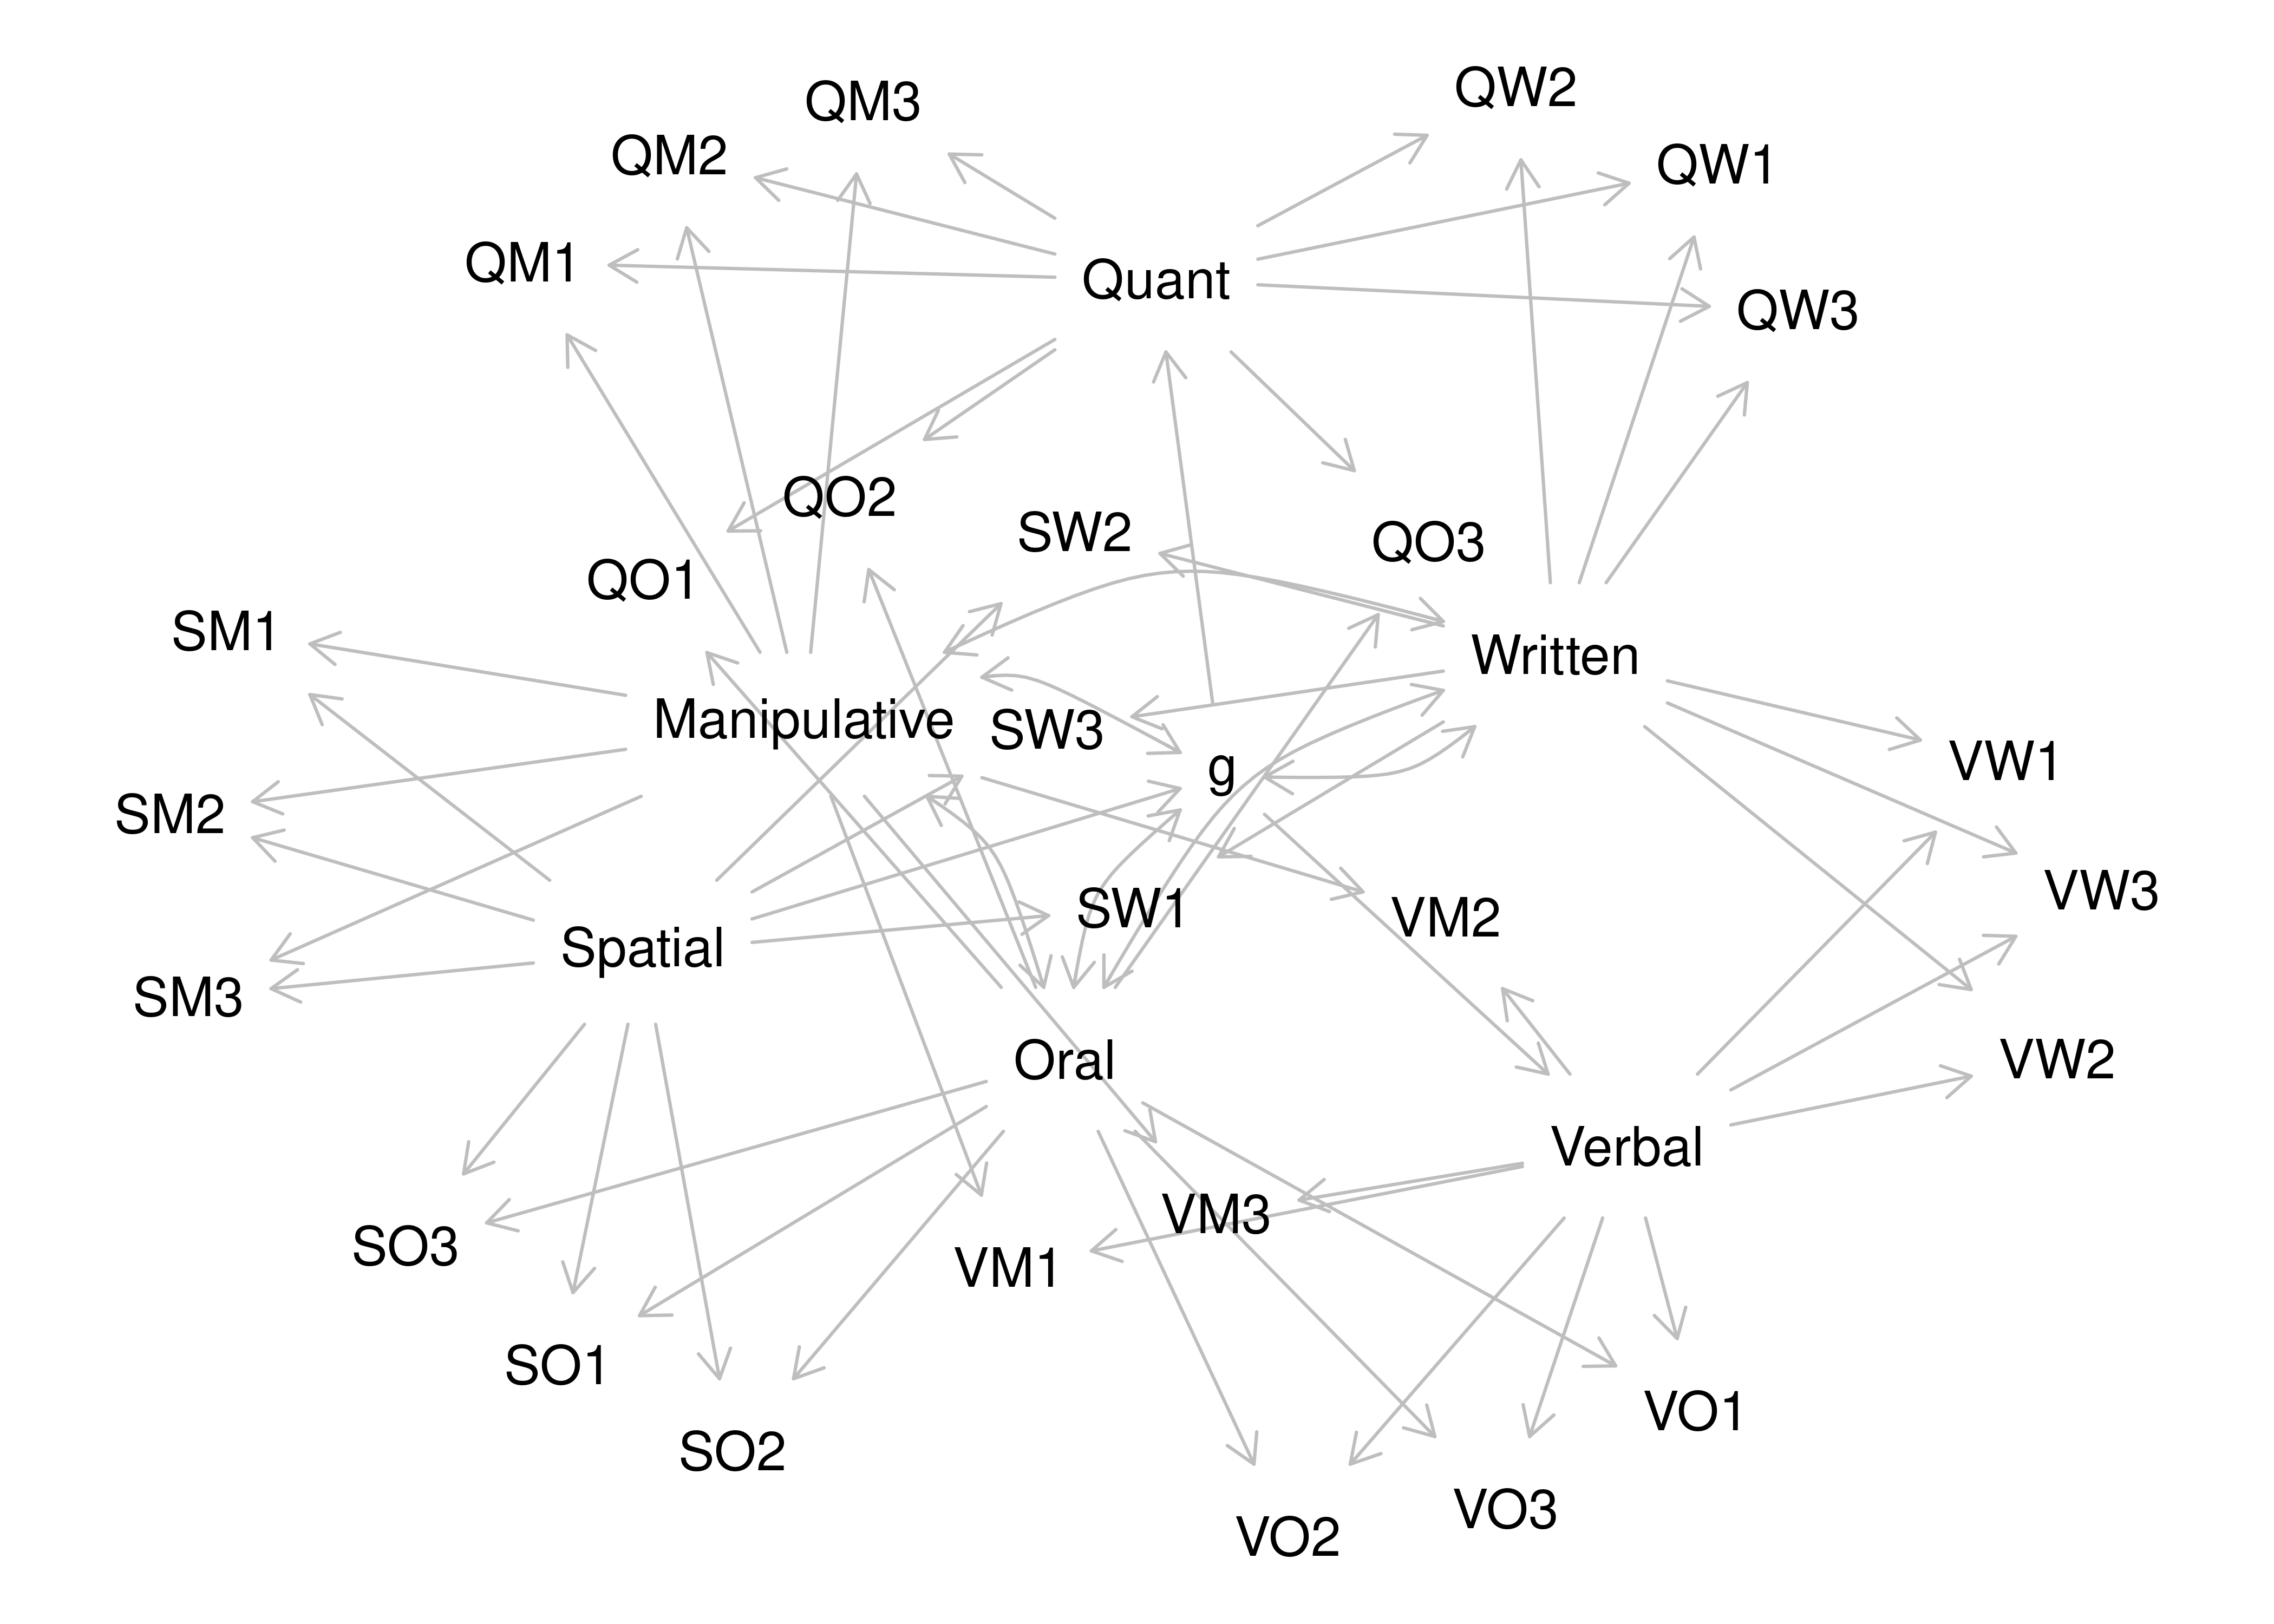 QW2
QM3
QM2
QW1
QM1
Quant
QW3
QO2
SW2
QO3
QO1
SM1
Written
Manipulative
SW3
g
VW1
SM2
VW3
SW1
VM2
Spatial
SM3
Oral
VW2
Verbal
VM3
SO3
VM1
SO1
VO1
SO2
VO3
VO2